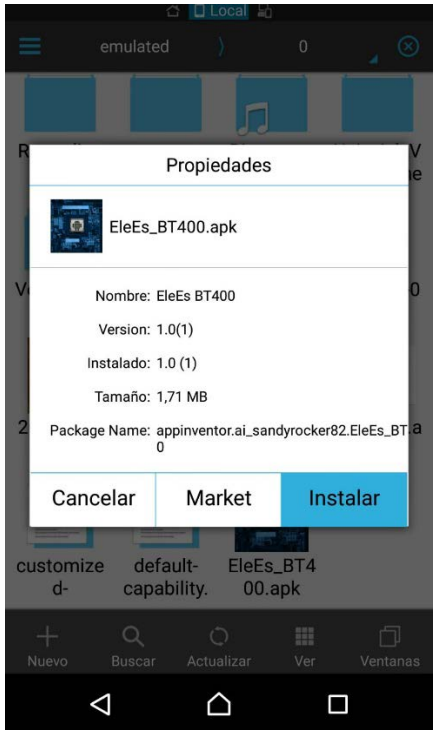 Local
emulated
0
Propiedades
EleEs_BT400.apk
Nombre: EleEs BT400
Version: 1.0(1)
Instalado: 1.0 (1)
Tamaño: 1,71 MB
Package Name: appinventor.ai_sandyrocker82.EleEs_BT
0
Cancelar
Market
Instalar
customize
d-
default-
capability.
EleEs_BT4
00.apk
Nuevo
Buscar
Actualizar
Ver
Ventanas